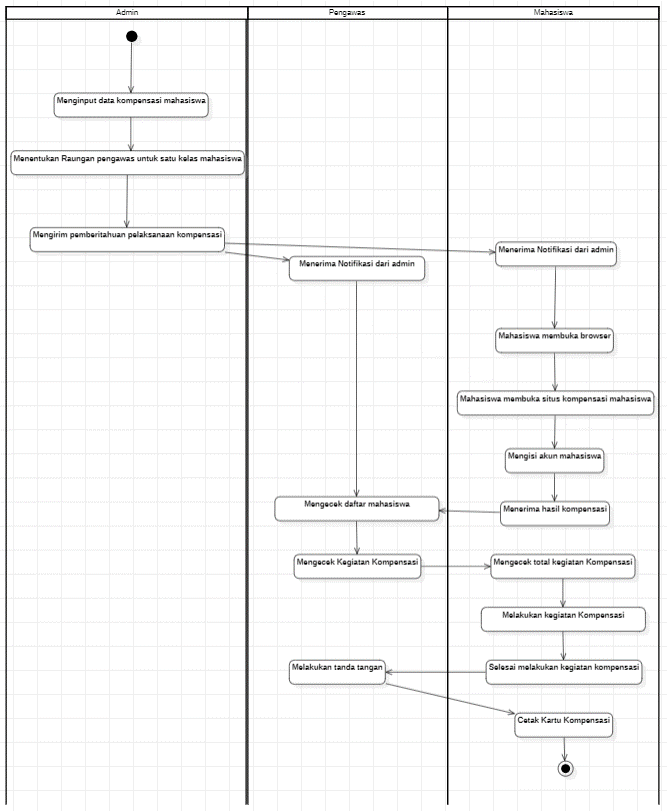 Admin
Pengawas
Mahasiswa
Menginput data kompensasi mahasiswa
Menentukan Raungan pengawas untuk satu kelas mahasiswa
Mengirim pemberitahuan pelaksanaan kompensasi
Menerima Notifikasi dari admin
Menerima Notifikasi dari admin
Mahasiswa membuka browser
Mahasiswa membuka situs kompensasi mahasiswa
Mengisi akun mahasiswa
Mengecek daftar mahasiswa
Menerima hasil kompensasi
Mengecek Kegiatan Kompensasi
Mengecek total kegiatan Kompensasi
Melakukan kegiatan Kompensasi
Melakukan tanda tangan
Selesai melakukan kegiatan kompensasi
Cetak Kartu Kompensasi